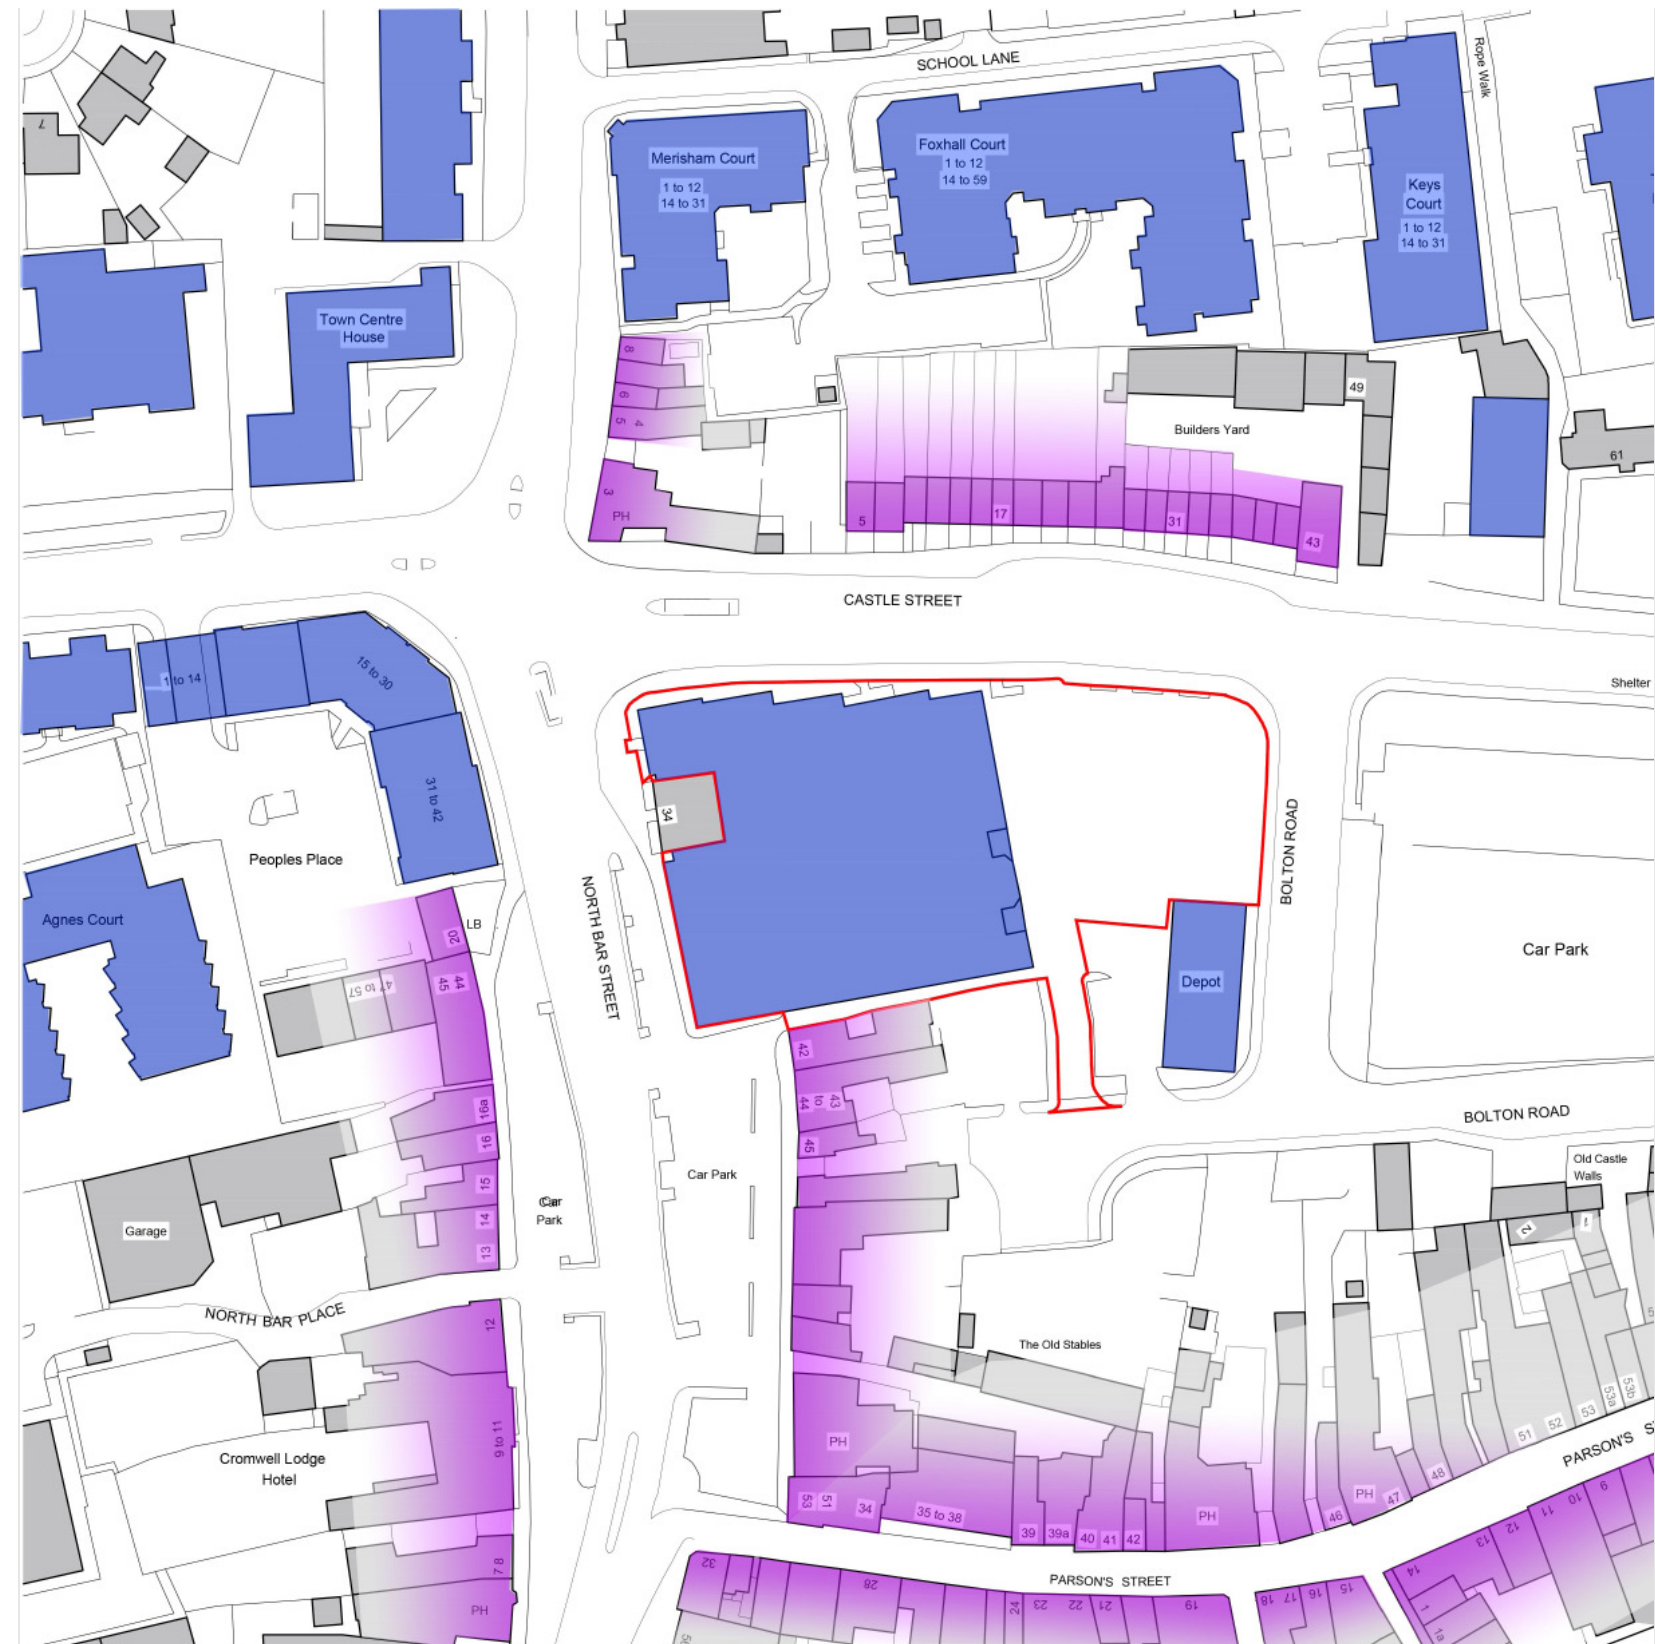 SCHOOL LANE
Rope Walk
7
Merisham Court
1 to 12
14 to 31
Foxhall Court
1 to 12
14 to 59
Keys
Court
1 to 12
14 to 31
Town Centre
House
8
6
5
4
3
PH
49
Builders Yard
61
5
17
31
43
CASTLE STREET
Shelter
1 to 14
15 to 30
31 to 42
34
Peoples Place
BOLTON ROAD
NORTH BAR STREET
Agnes Court
LB
20
44
45
47 to 57
Car Park
Depot
42
43
to
44
45
16a
16
15
14
13
BOLTON ROAD
Car Park
Old Castle
Walls
Garage
Car
Park
2
1
NORTH BAR PLACE
12
The Old Stables
9 to 11
Cromwell Lodge
Hotel
PH
53
51
34
35 to 38
39
39a
40
41
42
PH
46
PH
47
48
51
52
53
53a
53b
PARSON'S S
7 8
PH
32
28
24
23
22
21
19
PARSON'S STREET
18
17
16
15
14
13
12
11
10
9
1
1a